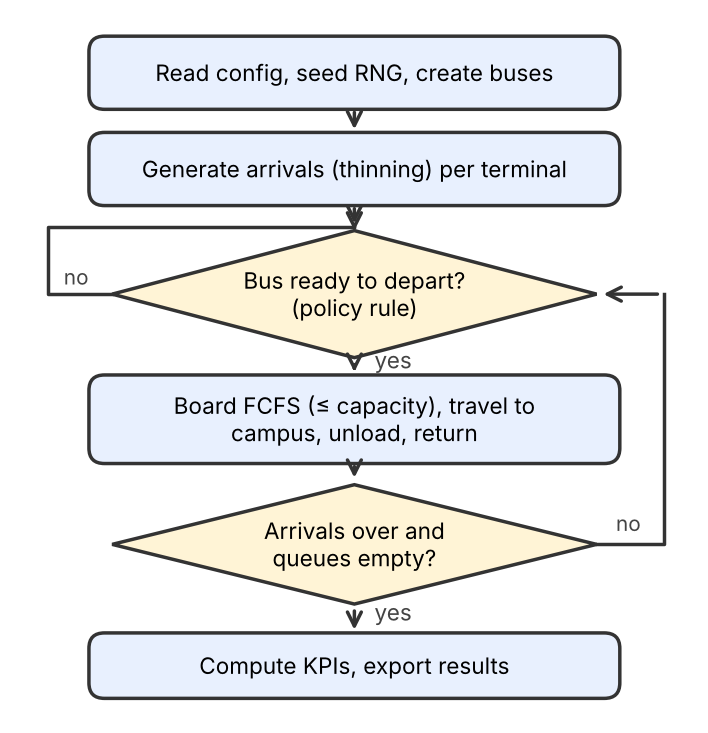 Read config, seed RNG, create buses
Generate arrivals (thinning) per terminal
Bus ready to depart?
(policy rule)
no
yes
Board FCFS (≤ capacity), travel to
campus, unload, return
Arrivals over and
queues empty?
no
yes
Compute KPIs, export results